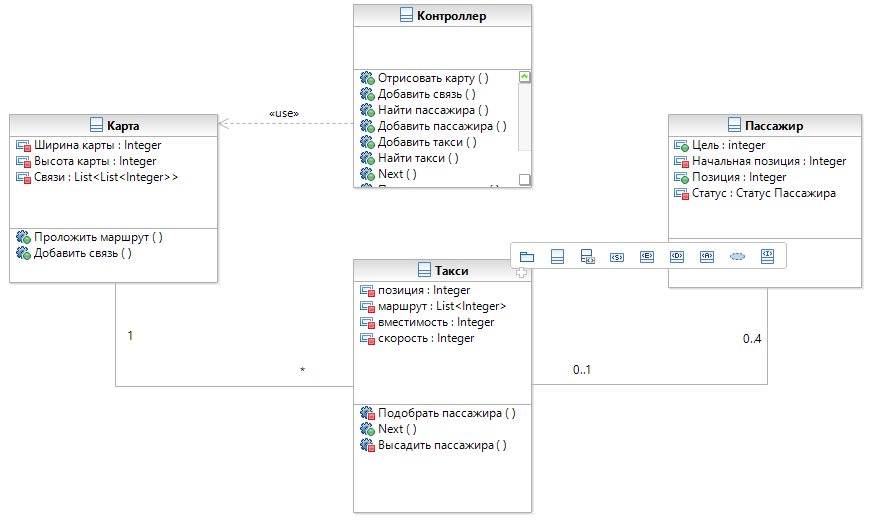 Контроллер
Отрисовать карту ( )
Добавить связь ( )
Найти пассажира ( )
Добавить пассажира ( )
Добавить такси ( )
Найти такси ( )
Next ( )
«use»
Карта
Ширина карты : Integer
Высота карты : Integer
Связи : List<List<Integer>>
Проложить маршрут ( )
Добавить связь ( )
Пассажир
Цель : integer
Начальная позиция : Integer
Позиция : Integer
Статус : Статус Пассажира
<S>
<E>
<D>
<A>
<I>
Такси
позиция : Integer
маршрут : List<Integer>
вместимость : Integer
скорость : Integer
Подобрать пассажира ( )
Next ( )
Высадить пассажира ( )
1
*
0..1
0..4